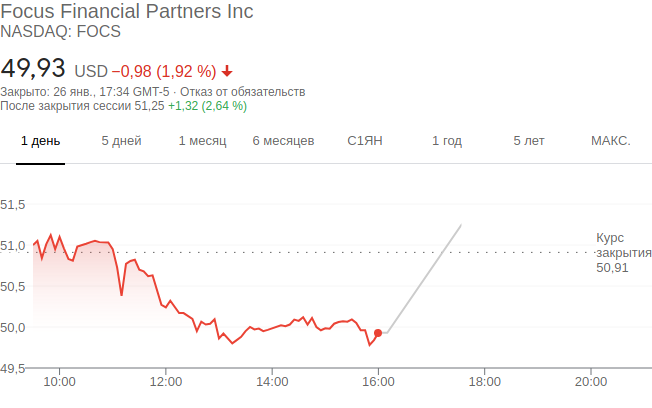 Focus Financial Partners Inc
NASDAQ: FOCS
49,93 USD −0,98 (1,92 %)
Закрыто: 26 янв., 17:34 GMT-5 · Отказ от обязательств
После закрытия сессии 51,25 +1,32 (2,64 %)
1 день 5 дней 1 месяц 6 месяцев С1ЯН 1 год 5 лет МАКС.
51,5
51,0
50,5
50,0
49,5
Курс
закрытия
50,91
10:00 12:00 14:00 16:00 18:00 20:00